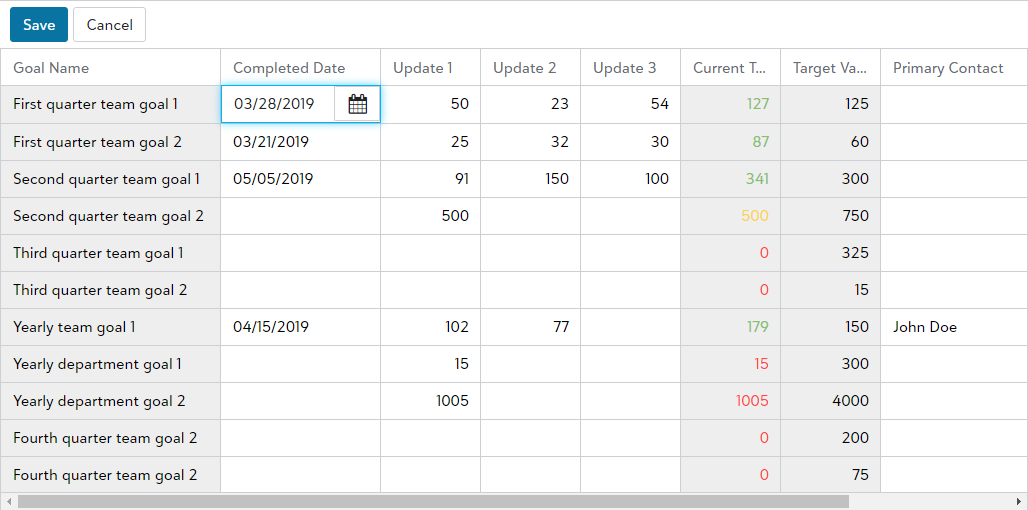 Save Cancel
Goal Name Completed Date Update 1 Update 2 Update 3 Current T... Target Va... Primary Contact
First quarter team goal 1 03/28/2019 50 23 54 127 125
First quarter team goal 2 03/21/2019 25 32 30 87 60
Second quarter team goal 1 05/05/2019 91 150 100 341 300
Second quarter team goal 2 500 500 750
Third quarter team goal 1 0 325
Third quarter team goal 2 0 15
Yearly team goal 1 04/15/2019 102 77 179 150 John Doe
Yearly department goal 1 15 15 300
Yearly department goal 2 1005 1005 4000
Fourth quarter team goal 2 0 200
Fourth quarter team goal 2 0 75